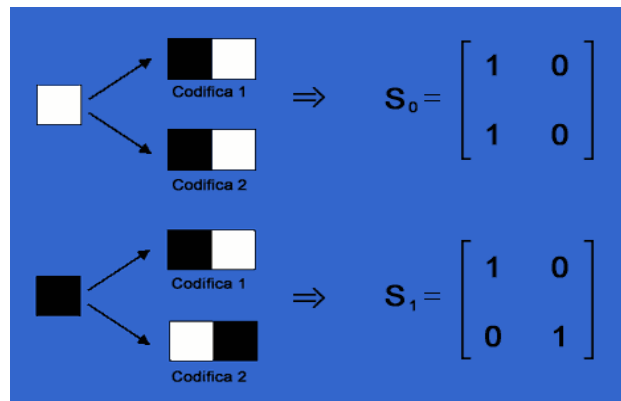 Codifica 1
⇒ S₀ = [ 1 0
1 0 ]
Codifica 2
Codifica 1
⇒ S₁ = [ 1 0
0 1 ]
Codifica 2